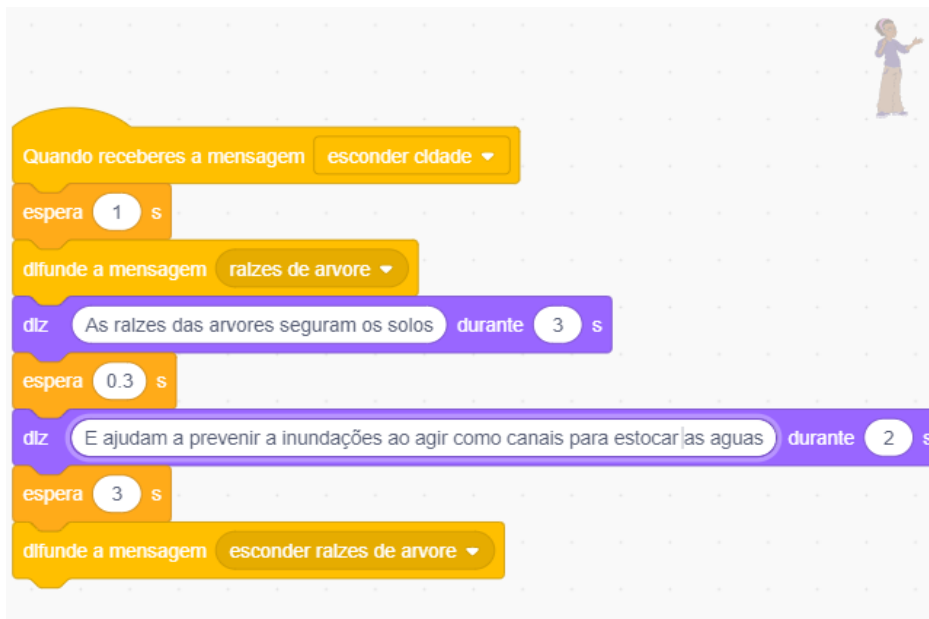 Quando receberes a mensagem esconder cidade
espera 1 s
difunde a mensagem raizes de arvore
diz As raizes das arvores seguram os solos durante 3 s
espera 0.3 s
diz E ajudam a prevenir a inundações ao agir como canais para estocar as aguas durante 2 s
espera 3 s
difunde a mensagem esconder raizes de arvore